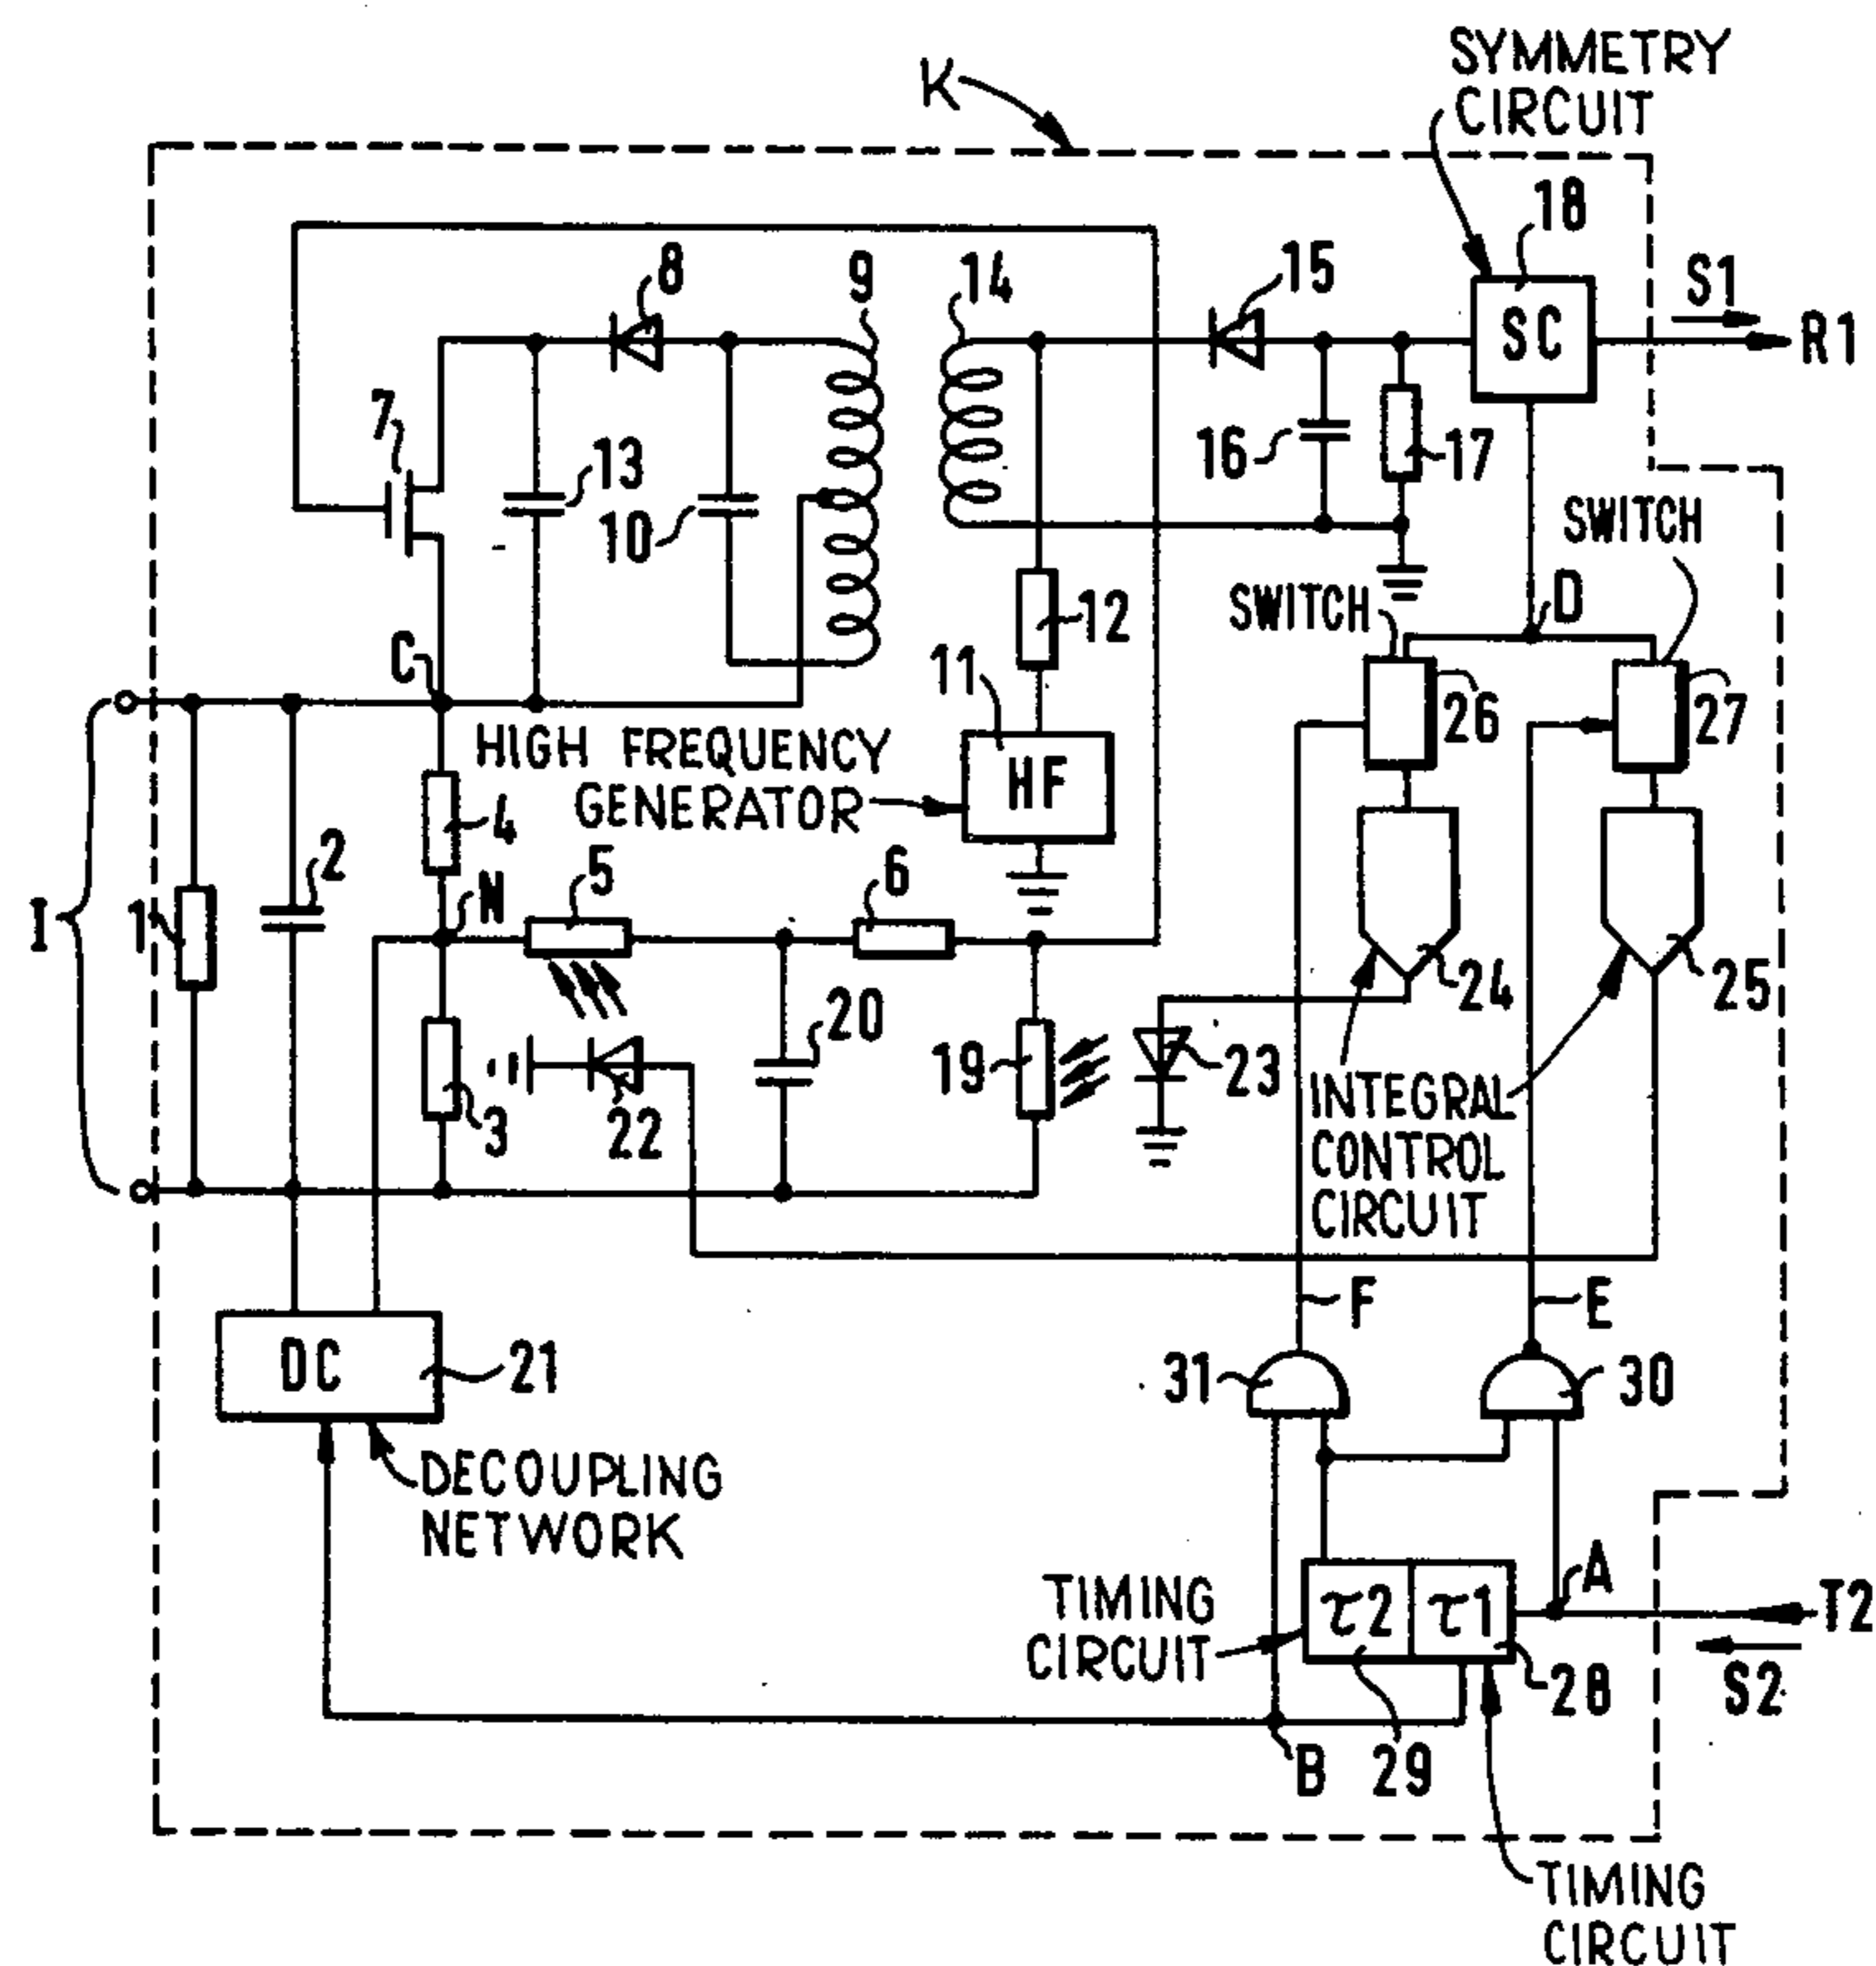 K
SYMMETRY
CIRCUIT
18
SC
S1
R1
8
9
14
15
7
13
10
16
17
SWITCH
SWITCH
D
12
11
C
26
27
HIGH FREQUENCY
GENERATOR
HF
4
I
1
2
N
5
6
24
25
20
19
23
3
22
INTEGRAL
CONTROL
CIRCUIT
F
E
DC
21
31
30
DECOUPLING
NETWORK
A
TIMING
CIRCUIT
τ2
τ1
T2
28
S2
B
29
TIMING
CIRCUIT